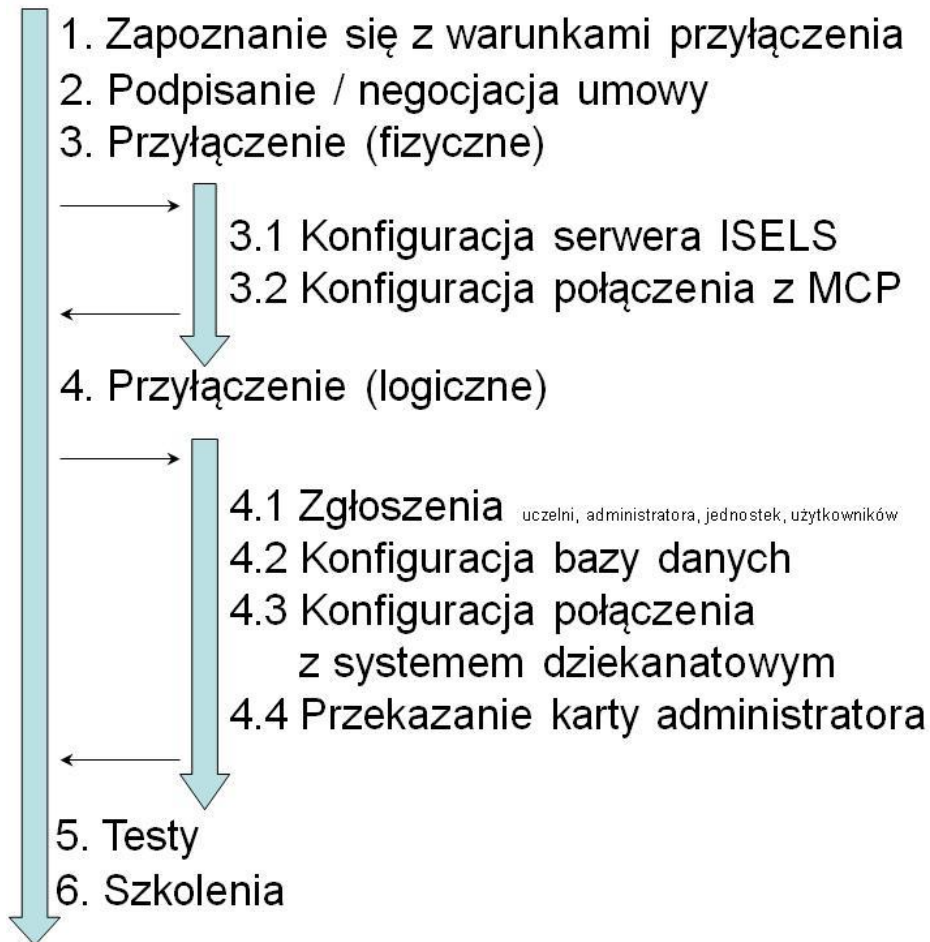 1. Zapoznanie się z warunkami przyłączenia
2. Podpisanie / negocjacja umowy
3. Przyłączenie (fizyczne)
3.1 Konfiguracja serwera ISELS
3.2 Konfiguracja połączenia z MCP
4. Przyłączenie (logiczne)
4.1 Zgłoszenia uczelni, administratora, jednostek, użytkowników
4.2 Konfiguracja bazy danych
4.3 Konfiguracja połączenia
z systemem dziekanatowym
4.4 Przekazanie karty administratora
5. Testy
6. Szkolenia